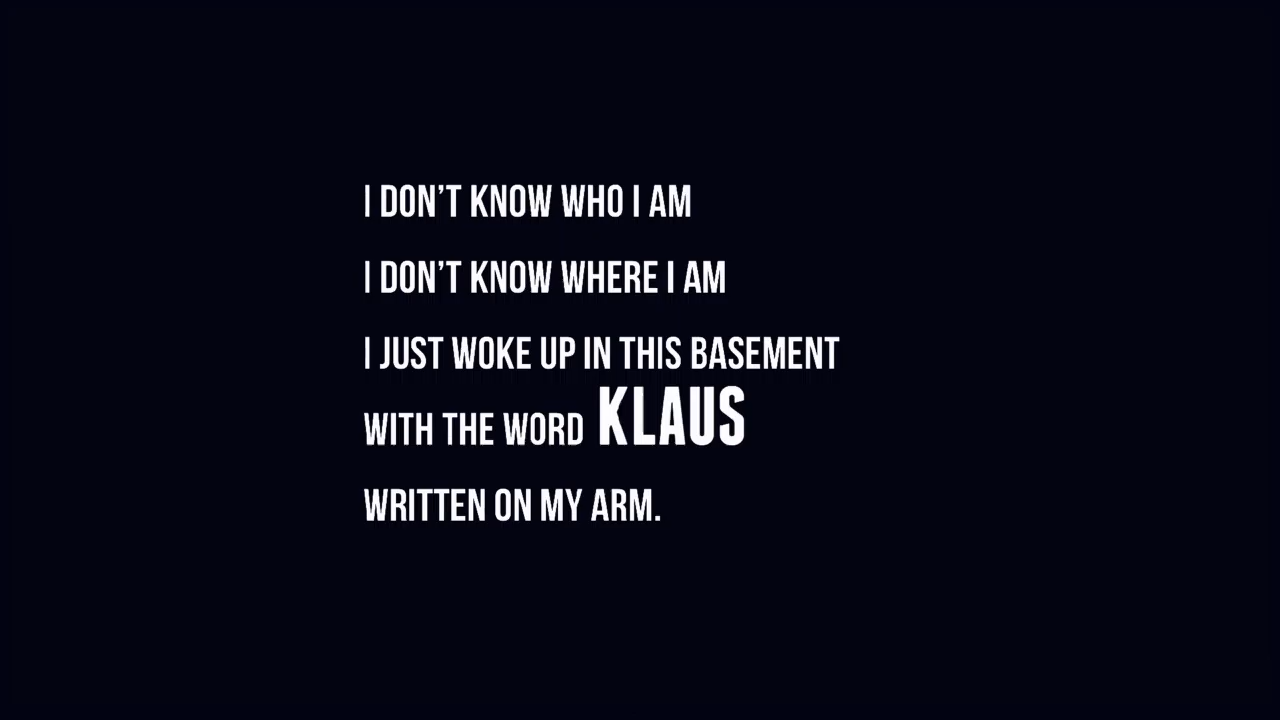 I DON’T KNOW WHO I AM
I DON’T KNOW WHERE I AM
I JUST WOKE UP IN THIS BASEMENT
WITH THE WORD KLAUS
WRITTEN ON MY ARM.